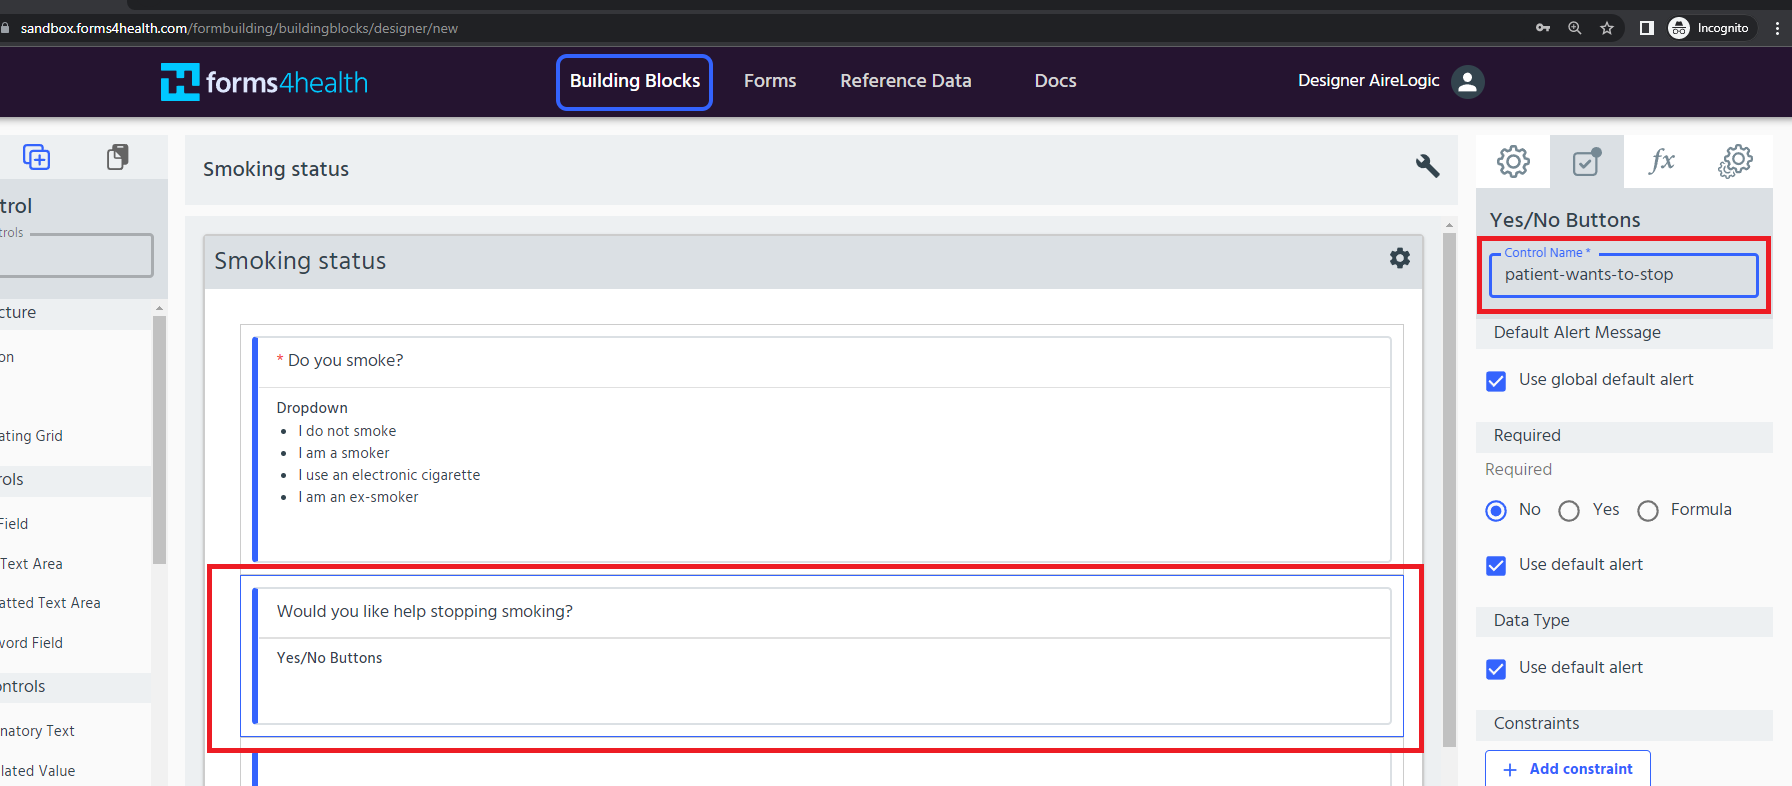 sandbox.forms4health.com/formbuilding/buildingblocks/designer/new
Incognito
forms4health
Building Blocks
Forms
Reference Data
Docs
Designer AireLogic
trol
trols
cture
on
ating Grid
rols
Field
Text Area
atted Text Area
word Field
ontrols
natory Text
lated Value
Smoking status
Smoking status
* Do you smoke?
Dropdown
• I do not smoke
• I am a smoker
• I use an electronic cigarette
• I am an ex-smoker
Would you like help stopping smoking?
Yes/No Buttons
fx
Yes/No Buttons
Control Name *
patient-wants-to-stop
Default Alert Message
Use global default alert
Required
Required
No
Yes
Formula
Use default alert
Data Type
Use default alert
Constraints
+ Add constraint